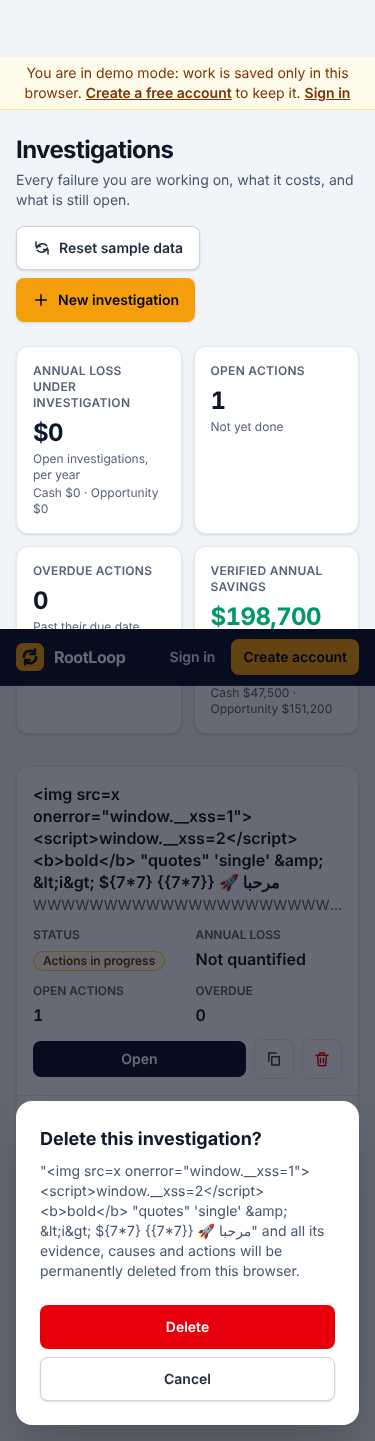 You are in demo mode: work is saved only in this
browser. Create a free account to keep it. Sign in
Investigations
Every failure you are working on, what it costs, and
what is still open.
Reset sample data
New investigation
ANNUAL LOSS
UNDER
INVESTIGATION
$0
Open investigations,
per year
Cash $0 · Opportunity
$0
OPEN ACTIONS
1
Not yet done
OVERDUE ACTIONS
0
Past their due date
VERIFIED ANNUAL
SAVINGS
$198,700
RootLoop
Sign in
Create account
Cash $47,500 ·
Opportunity $151,200
<img src=x
onerror="window.__xss=1">
<script>window.__xss=2</script>
<b>bold</b> "quotes" 'single' &amp;
&lt;i&gt; ${7*7} {{7*7}} 🚀 مرحبا
WWWWWWWWWWWWWWWWWWWWWWW...
STATUS
Actions in progress
ANNUAL LOSS
Not quantified
OPEN ACTIONS
1
OVERDUE
0
Open
Delete this investigation?
"<img src=x onerror="window.__xss=1">
<script>window.__xss=2</script>
<b>bold</b> "quotes" 'single' &amp;
&lt;i&gt; ${7*7} {{7*7}} 🚀 مرحبا" and all its
evidence, causes and actions will be
permanently deleted from this browser.
Delete
Cancel